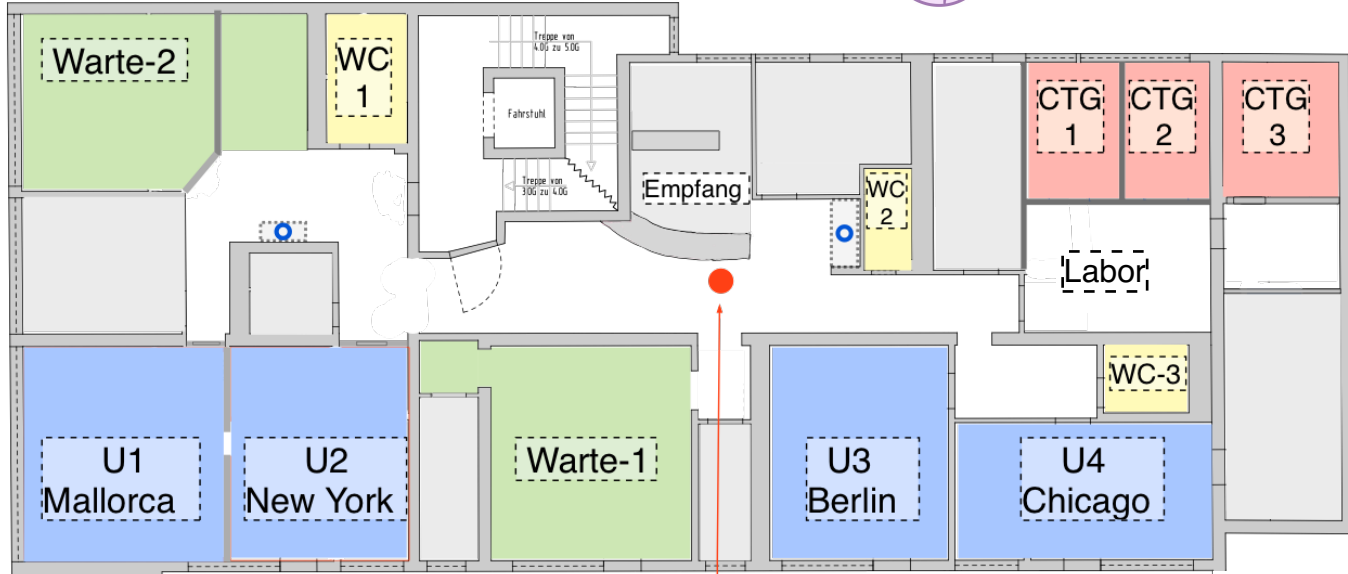 Warte-2
WC
1
Treppe von
4.OG zu 5.OG
Fahrstuhl
Treppe von
3.OG zu 4.OG
Empfang
WC
2
CTG
1
CTG
2
CTG
3
Labor
WC-3
U1
Mallorca
U2
New York
Warte-1
U3
Berlin
U4
Chicago